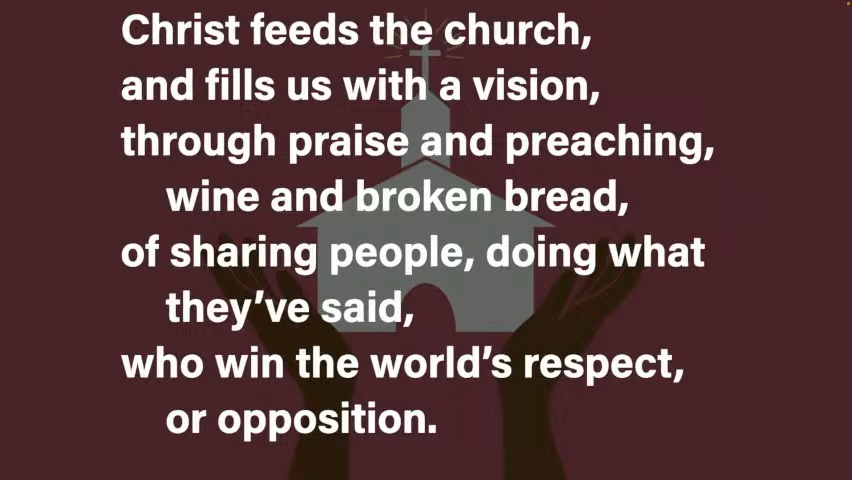 Christ feeds the church,
and fills us with a vision,
through praise and preaching,
wine and broken bread,
of sharing people, doing what
they’ve said,
who win the world’s respect,
or opposition.